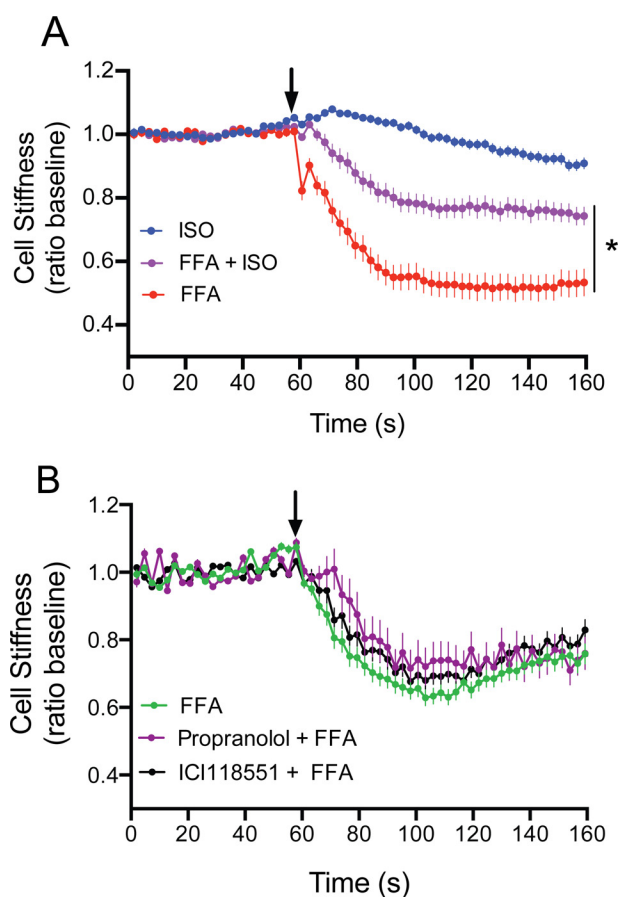 A
1.2
1.0
0.8
0.6
0.4
Cell Stiffness
(ratio baseline)
ISO
FFA + ISO
FFA
*
0 20 40 60 80 100 120 140 160
Time (s)
B
1.2
1.0
0.8
0.6
0.4
Cell Stiffness
(ratio baseline)
FFA
Propranolol + FFA
ICI118551 + FFA
0 20 40 60 80 100 120 140 160
Time (s)